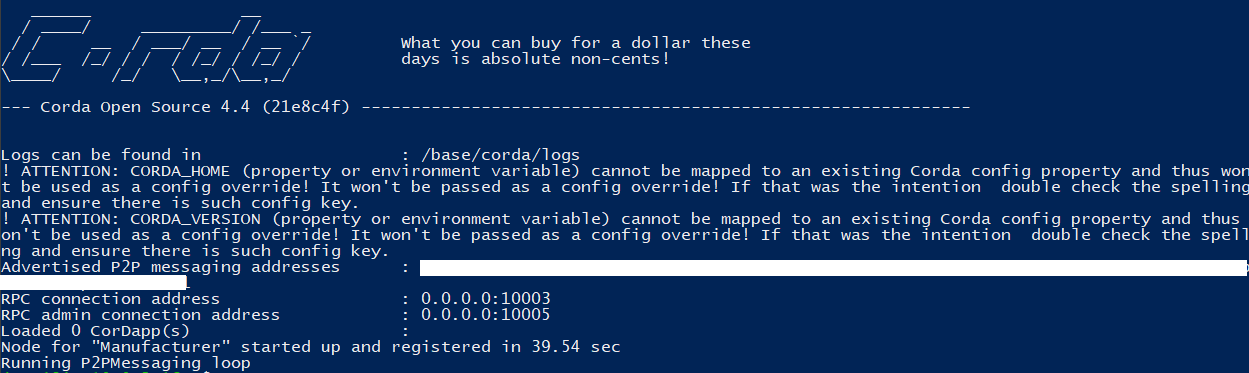 Corda
What you can buy for a dollar these
days is absolute non-cents!
--- Corda Open Source 4.4 (21e8c4f) -------------------------------------------------------------
Logs can be found in : /base/corda/logs
! ATTENTION: CORDA_HOME (property or environment variable) cannot be mapped to an existing Corda config property and thus won
t be used as a config override! It won't be passed as a config override! If that was the intention  double check the spelling
and ensure there is such config key.
! ATTENTION: CORDA_VERSION (property or environment variable) cannot be mapped to an existing Corda config property and thus
on't be used as a config override! It won't be passed as a config override! If that was the intention  double check the spell
ng and ensure there is such config key.
Advertised P2P messaging addresses :
RPC connection address : 0.0.0.0:10003
RPC admin connection address : 0.0.0.0:10005
Loaded 0 CorDapp(s) :
Node for "Manufacturer" started up and registered in 39.54 sec
Running P2PMessaging loop